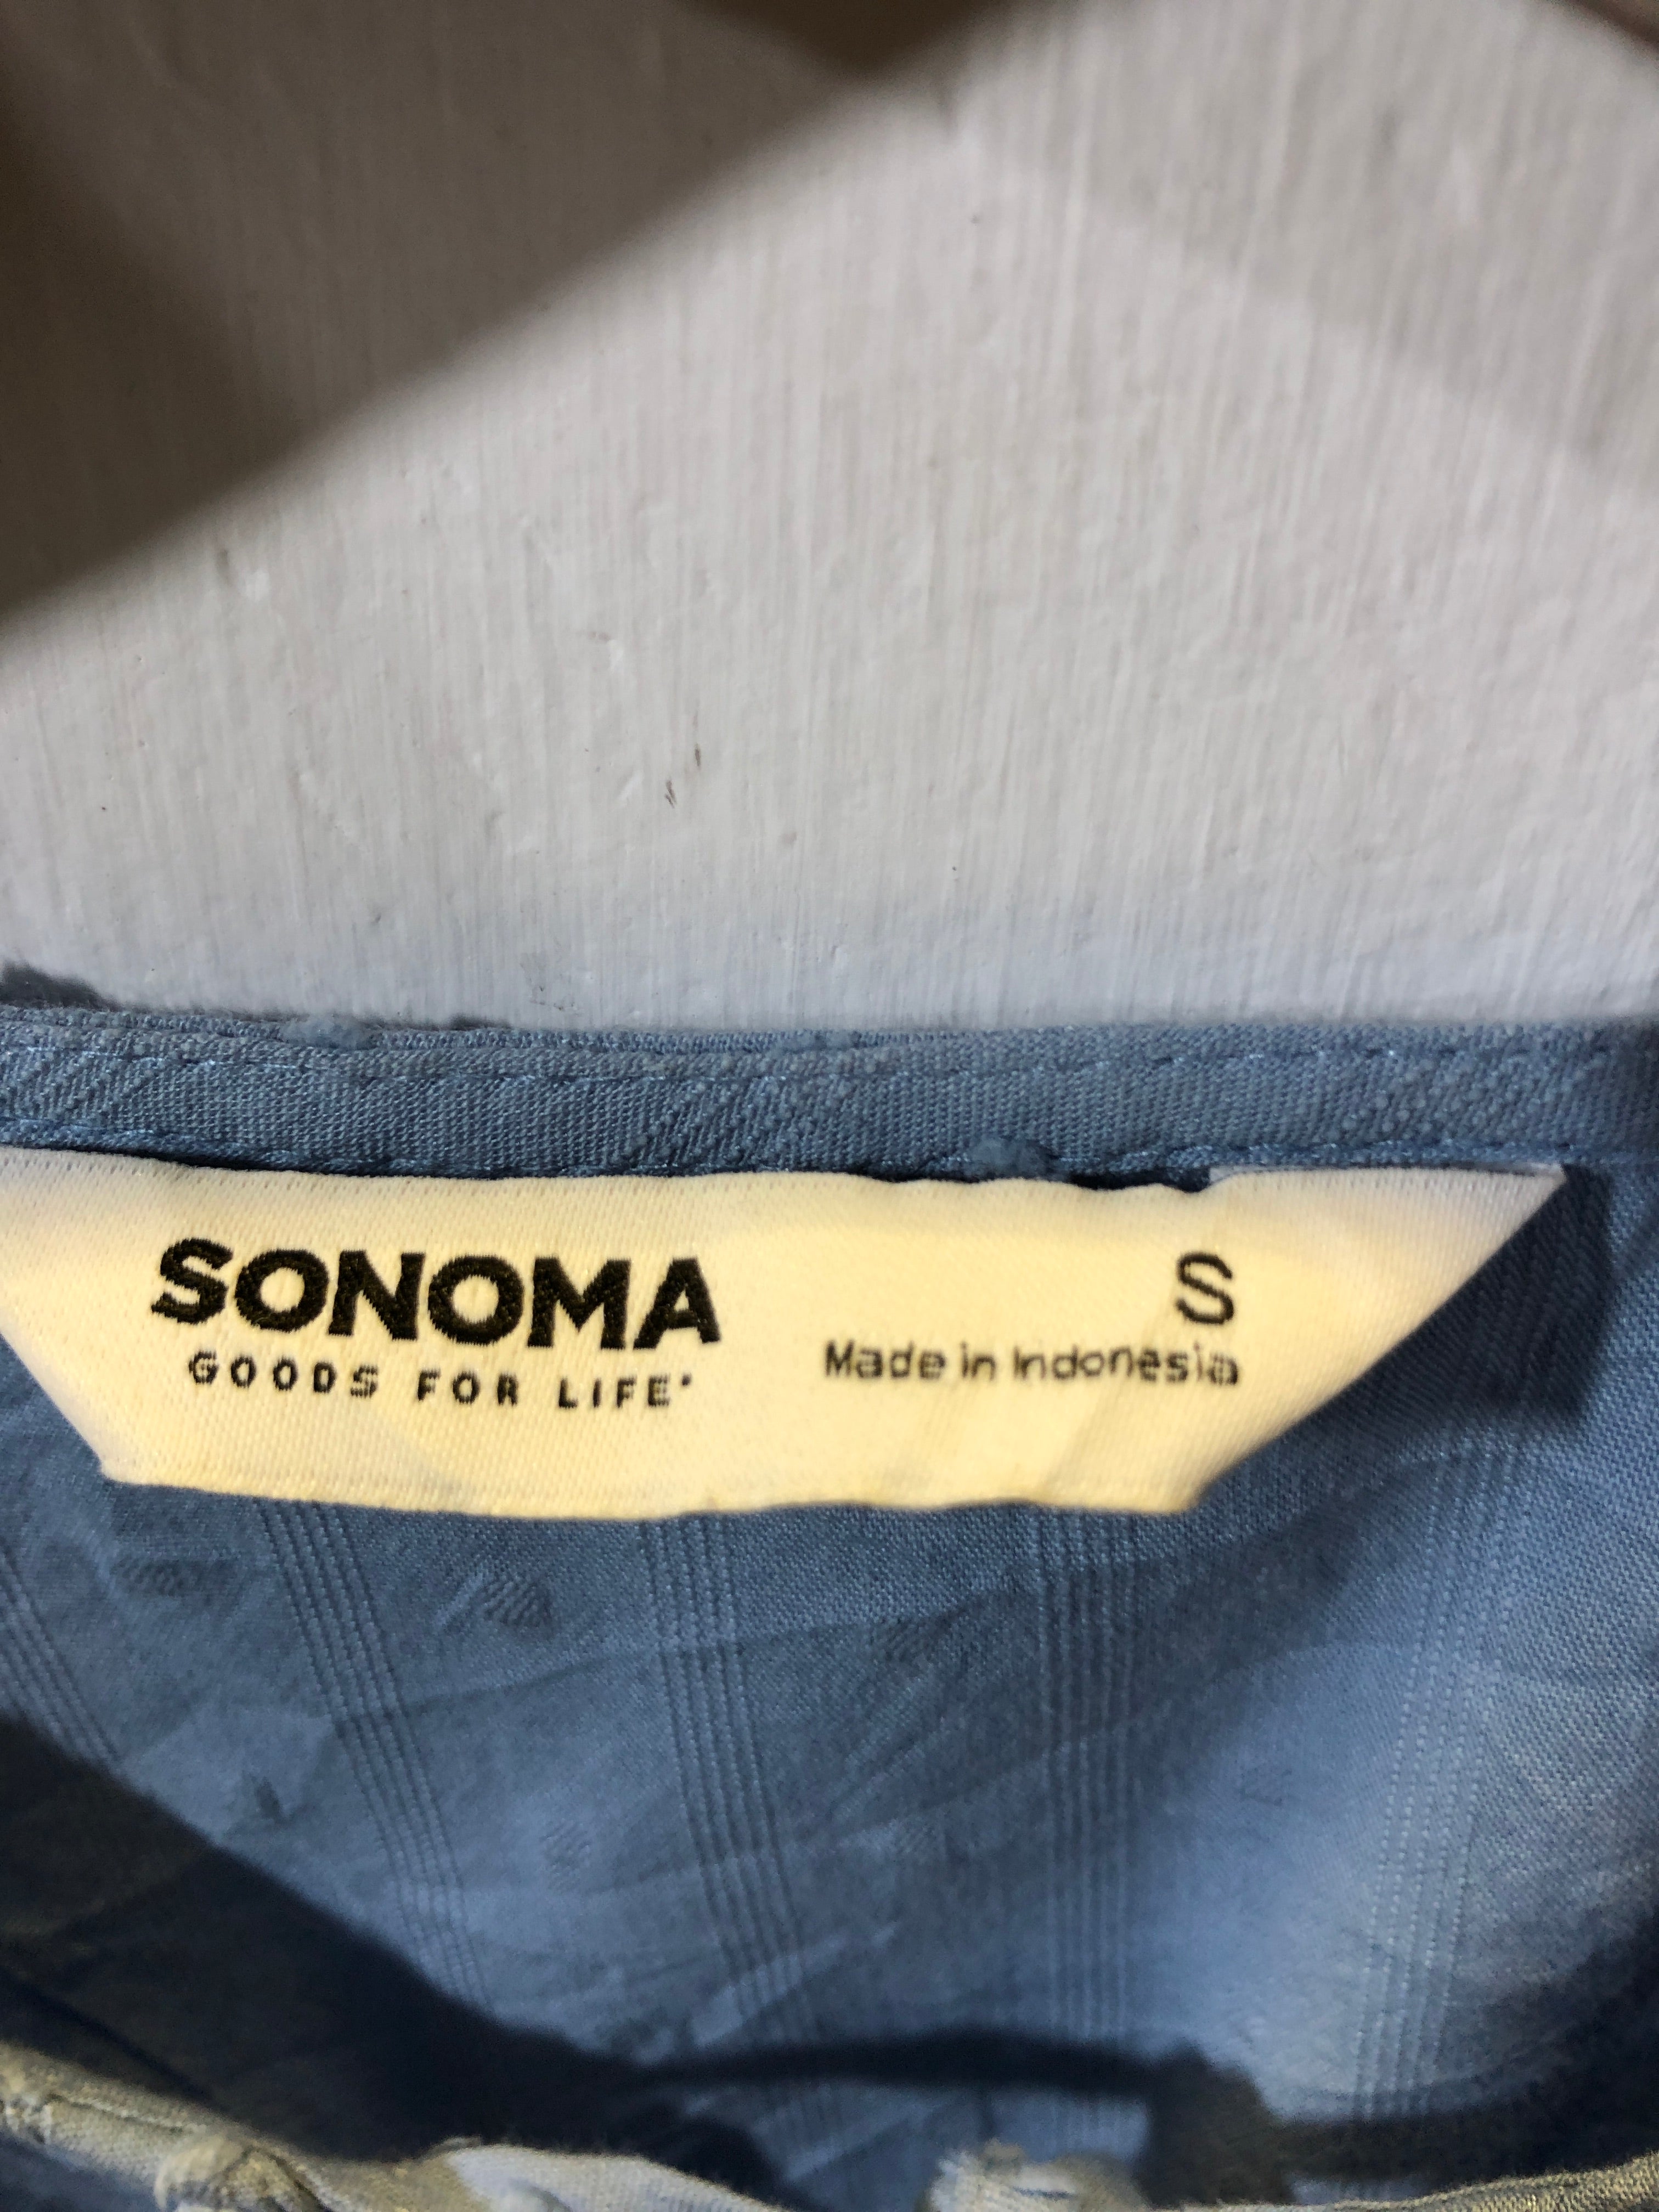 SONOMA
GOODS FOR LIFE
S
Made in Indonesia